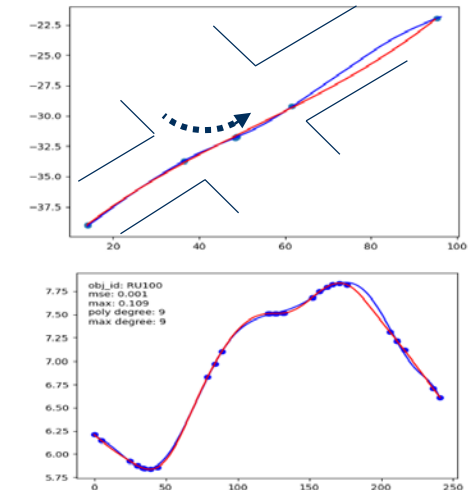 −22.5
−25.0
−27.5
−30.0
−32.5
−35.0
−37.5
20 40 60 80 100
obj_id: RU100
mse: 0.001
max: 0.109
poly degree: 9
max degree: 9
7.75
7.50
7.25
7.00
6.75
6.50
6.25
6.00
5.75
0 50 100 150 200 250